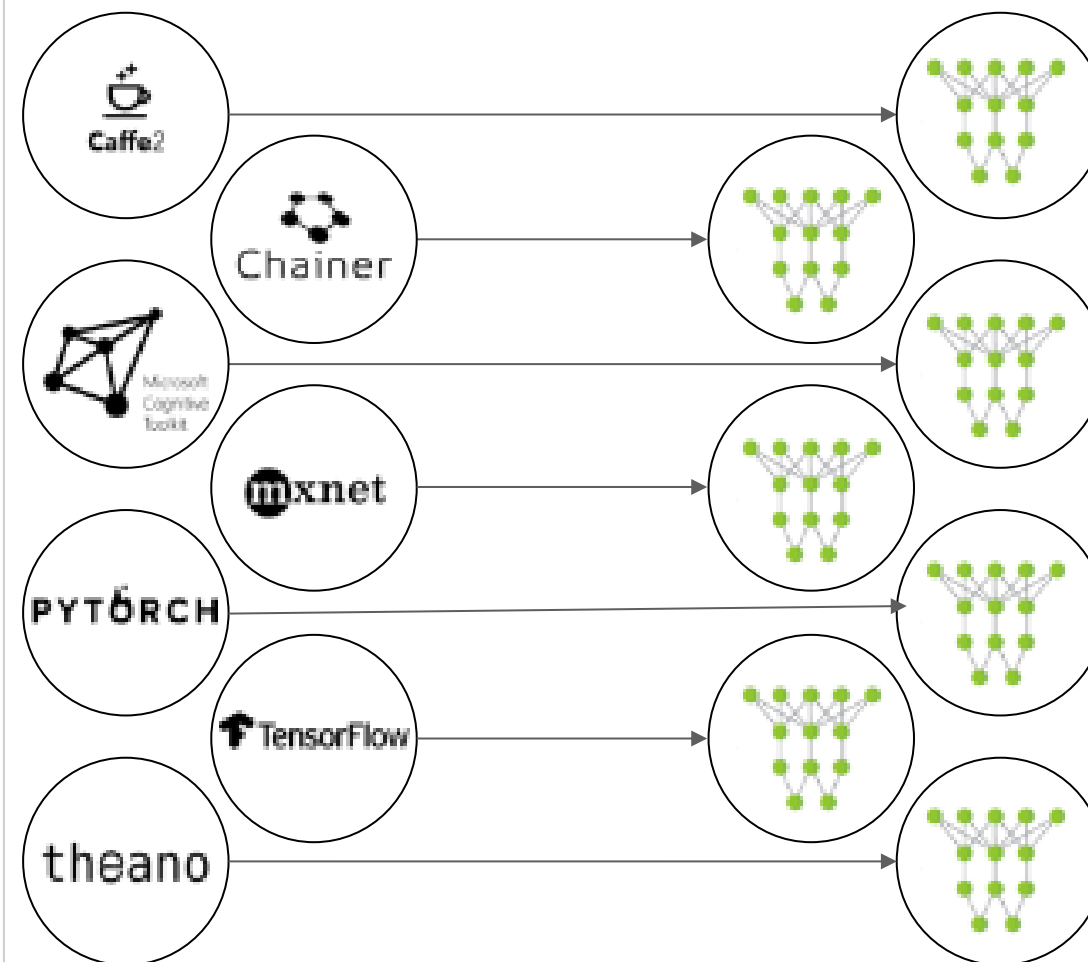 Caffe2
Chainer
Microsoft
Cognitive
Toolkit
mxnet
PYTORCH
TensorFlow
theano